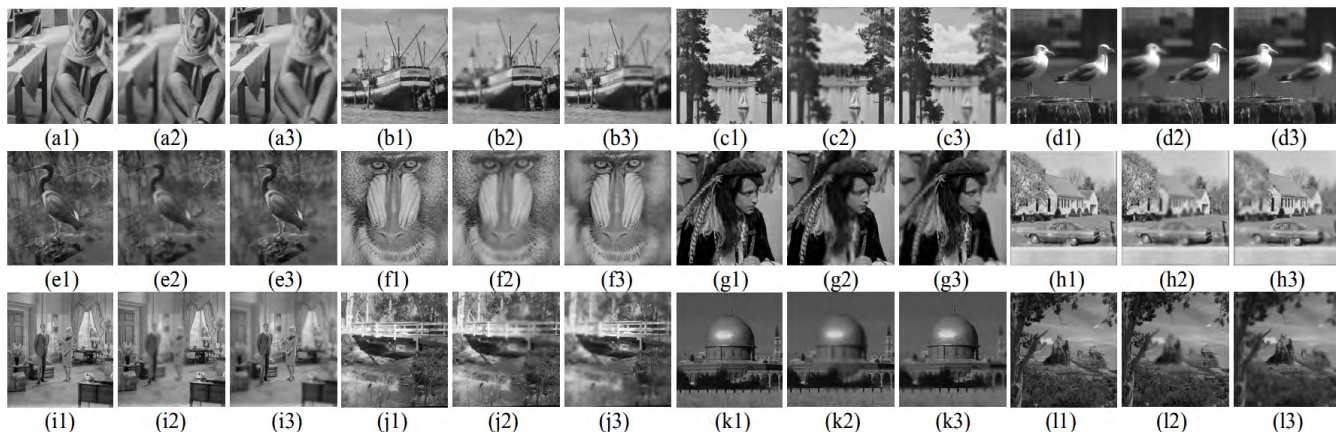 (a1) (a2) (a3) (b1) (b2) (b3) (c1) (c2) (c3) (d1) (d2) (d3)
(e1) (e2) (e3) (f1) (f2) (f3) (g1) (g2) (g3) (h1) (h2) (h3)
(i1) (i2) (i3) (j1) (j2) (j3) (k1) (k2) (k3) (l1) (l2) (l3)